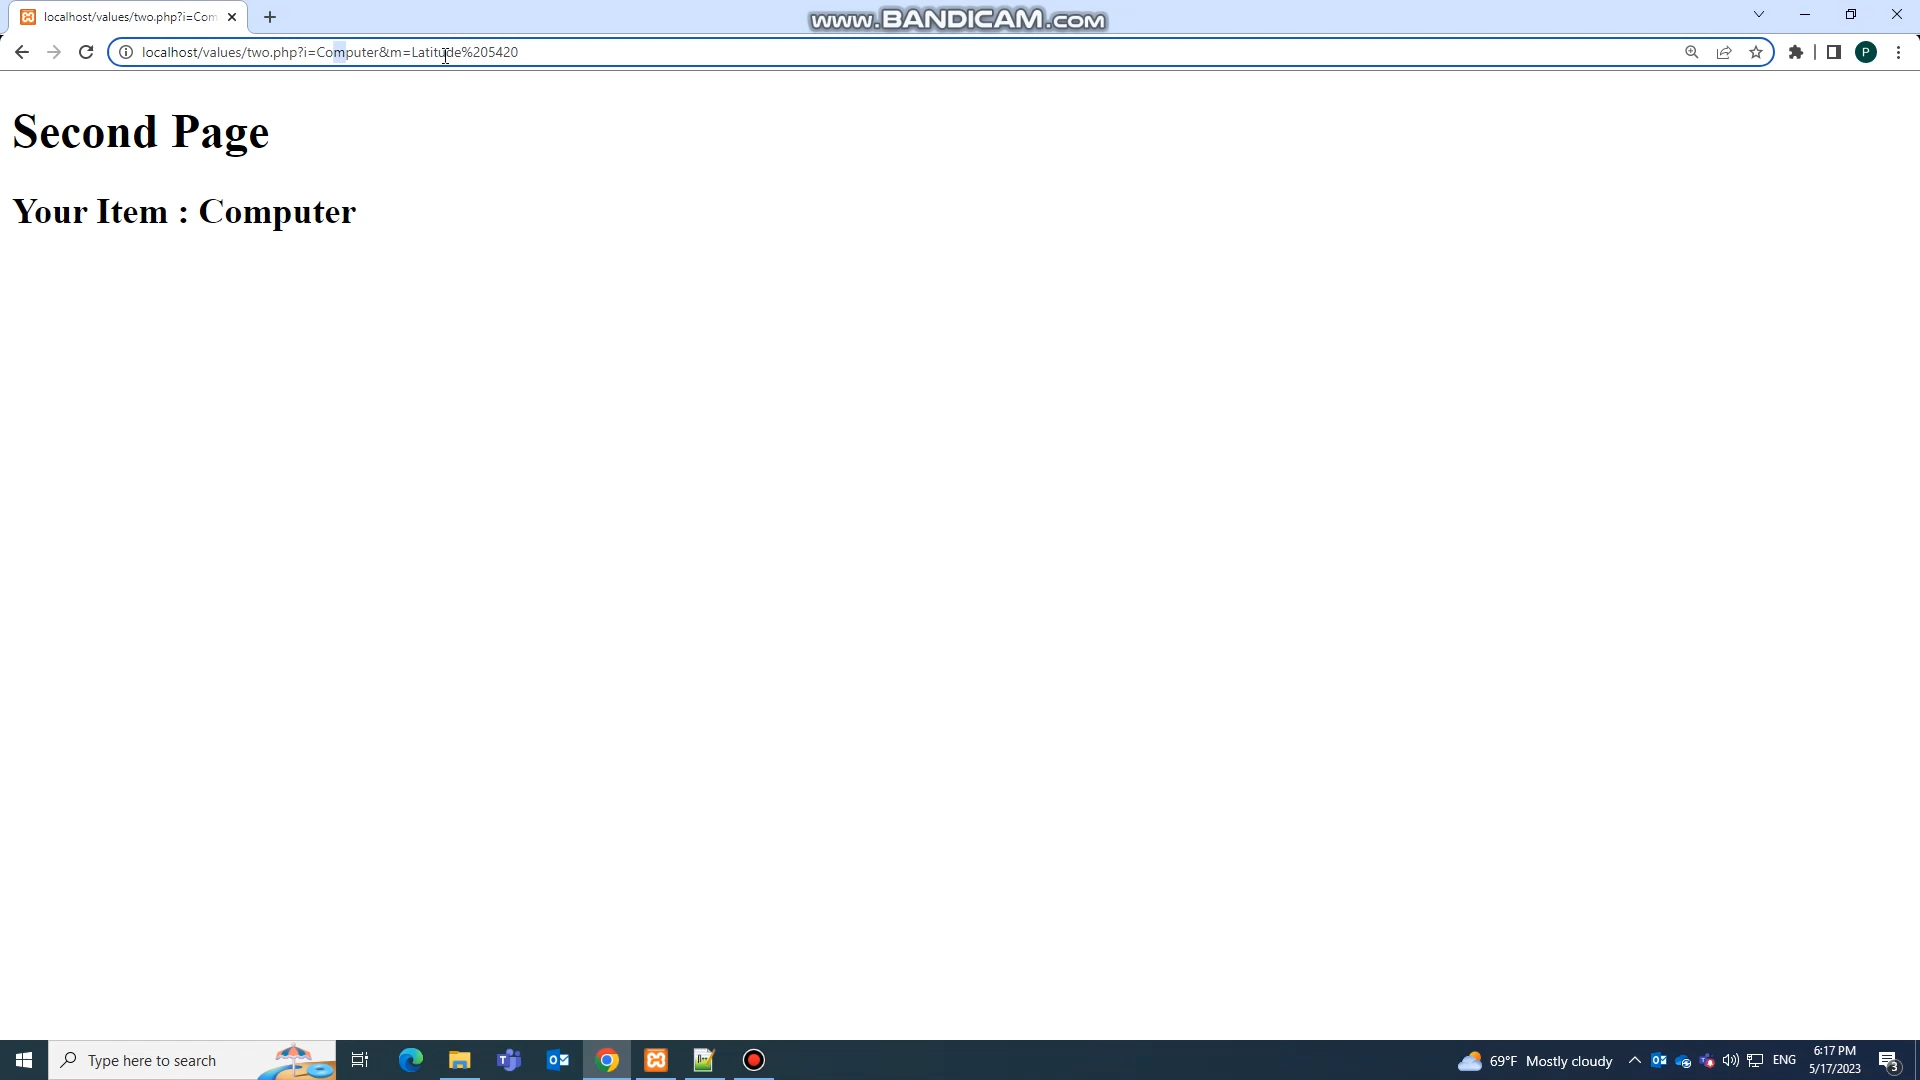 localhost/values/two.php?i=Com
www.BANDICAM.com
localhost/values/two.php?i=Computer&m=Latitude%205420
P
Second Page
Your Item : Computer
Type here to search
69°F Mostly cloudy
ENG
6:17 PM
5/17/2023
3